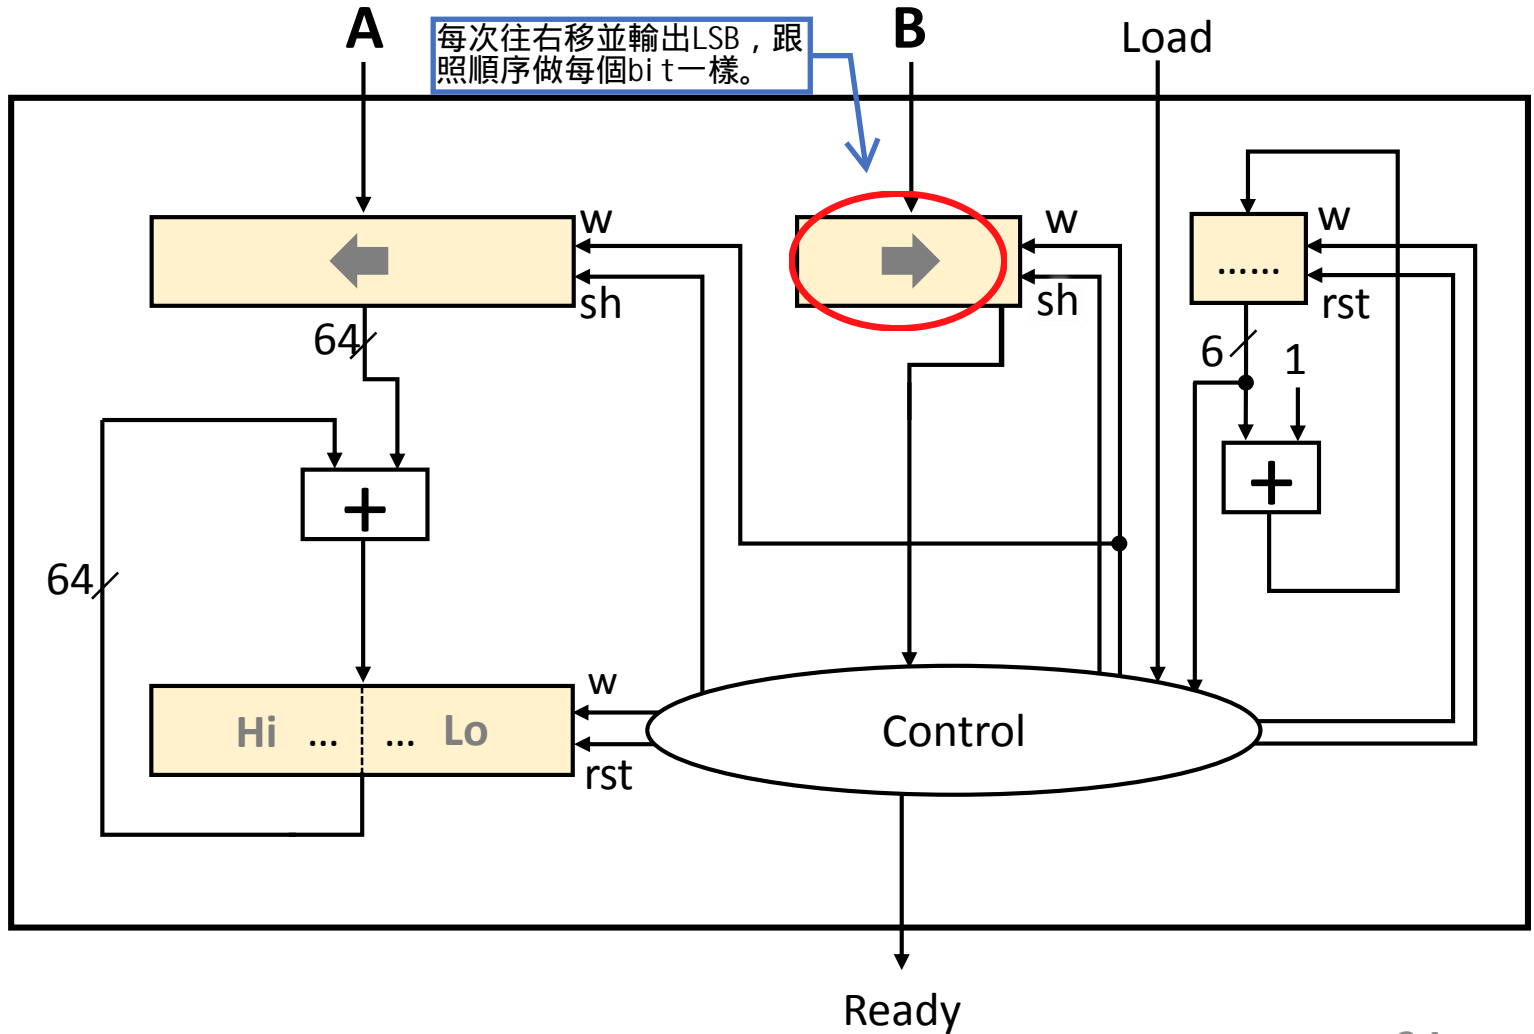 A
每次往右移並輸出LSB，跟
照順序做每個bit一樣。
B
Load
w
sh
w
sh
w
rst
......
64
6
1
+
+
64
Hi ... ... Lo
w
rst
Control
Ready